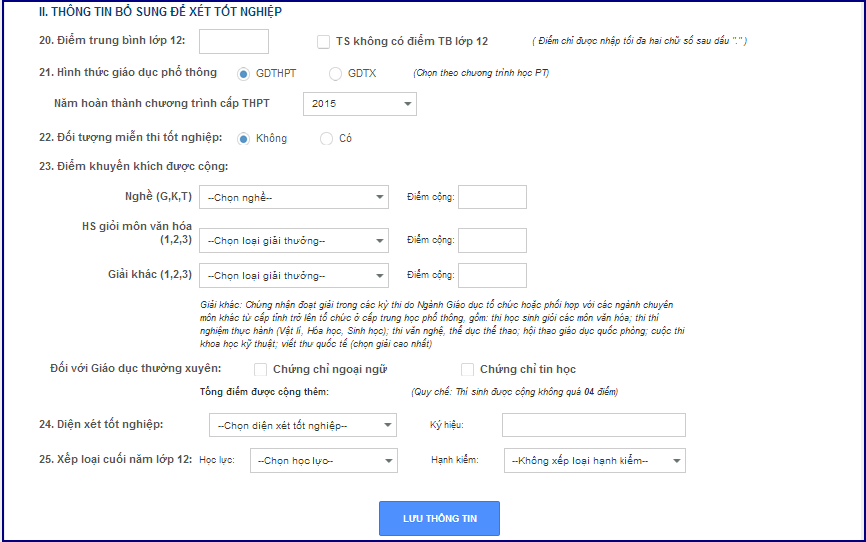 II. THÔNG TIN BỔ SUNG ĐỂ XÉT TỐT NGHIỆP
20. Điểm trung bình lớp 12: TS không có điểm TB lớp 12 ( Điểm chỉ được nhập tối đa hai chữ số sau dấu "." )
21. Hình thức giáo dục phổ thông GDTHPT GDTX (Chọn theo chương trình học PT)
Năm hoàn thành chương trình cấp THPT 2015
22. Đối tượng miễn thi tốt nghiệp: Không Có
23. Điểm khuyến khích được cộng:
Nghề (G,K,T) --Chọn nghề-- Điểm cộng:
HS giỏi môn văn hóa
(1,2,3) --Chọn loại giải thưởng-- Điểm cộng:
Giải khác (1,2,3) --Chọn loại giải thưởng-- Điểm cộng:
Giải khác: Chứng nhận đoạt giải trong các kỳ thi do Ngành Giáo dục tổ chức hoặc phối hợp với các ngành chuyên
môn khác từ cấp tỉnh trở lên tổ chức ở cấp trung học phổ thông, gồm: thi học sinh giỏi các môn văn hóa; thi thí
nghiệm thực hành (Vật lí, Hóa học, Sinh học); thi văn nghệ, thể dục thể thao; hội thao giáo dục quốc phòng; cuộc thi
khoa học kỹ thuật; viết thư quốc tế (chọn giải cao nhất)
Đối với Giáo dục thường xuyên: Chứng chỉ ngoại ngữ Chứng chỉ tin học
Tổng điểm được cộng thêm: (Quy chế: Thí sinh được cộng không quá 04 điểm)
24. Diện xét tốt nghiệp: --Chọn diện xét tốt nghiệp-- Ký hiệu:
25. Xếp loại cuối năm lớp 12: Học lực: --Chọn học lực-- Hạnh kiểm: --Không xếp loại hạnh kiểm--
LƯU THÔNG TIN